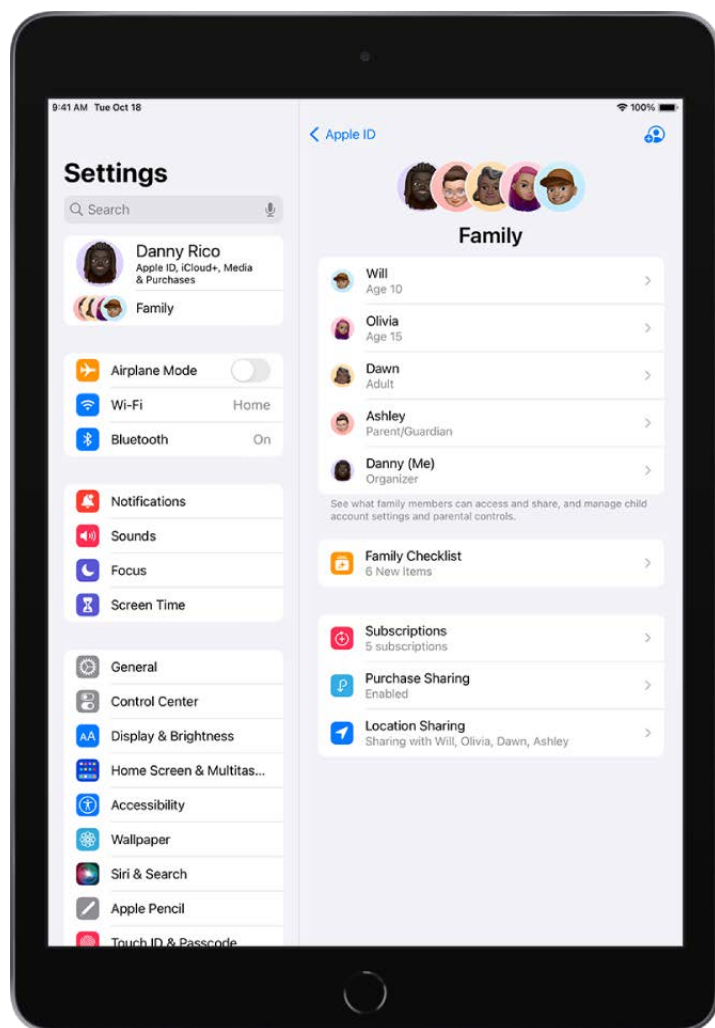 9:41 AM Tue Oct 18
100%
Settings
Search
Danny Rico
Apple ID, iCloud+, Media
& Purchases
Family
Airplane Mode
Wi-Fi Home
Bluetooth On
Notifications
Sounds
Focus
Screen Time
General
Control Center
AA Display & Brightness
Home Screen & Multitas...
Accessibility
Wallpaper
Siri & Search
Apple Pencil
Touch ID & Passcode
Apple ID
Family
Will
Age 10
Olivia
Age 15
Dawn
Adult
Ashley
Parent/Guardian
Danny (Me)
Organizer
See what family members can access and share, and manage child
account settings and parental controls.
Family Checklist
6 New Items
Subscriptions
5 subscriptions
Purchase Sharing
Enabled
Location Sharing
Sharing with Will, Olivia, Dawn, Ashley